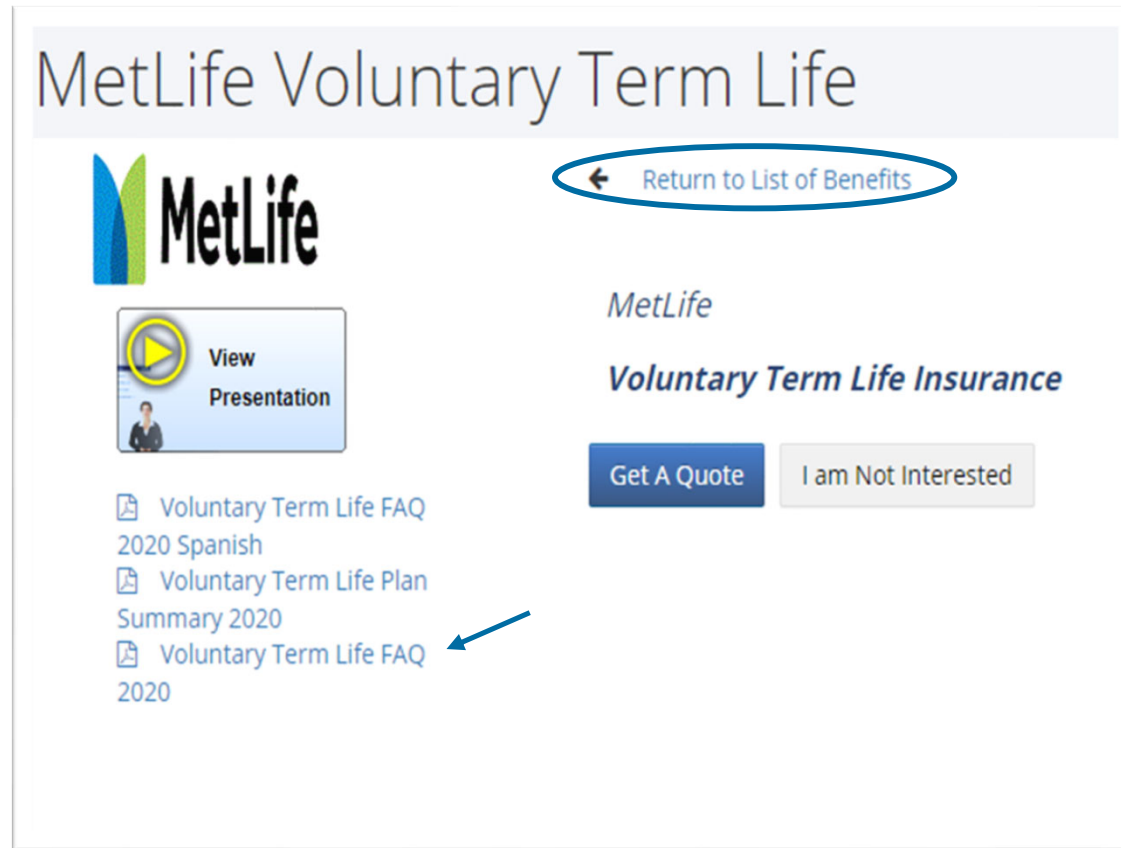 MetLife Voluntary Term Life
MetLife
Return to List of Benefits
View
Presentation
MetLife
Voluntary Term Life Insurance
Get A Quote
I am Not Interested
Voluntary Term Life FAQ
2020 Spanish
Voluntary Term Life Plan
Summary 2020
Voluntary Term Life FAQ
2020